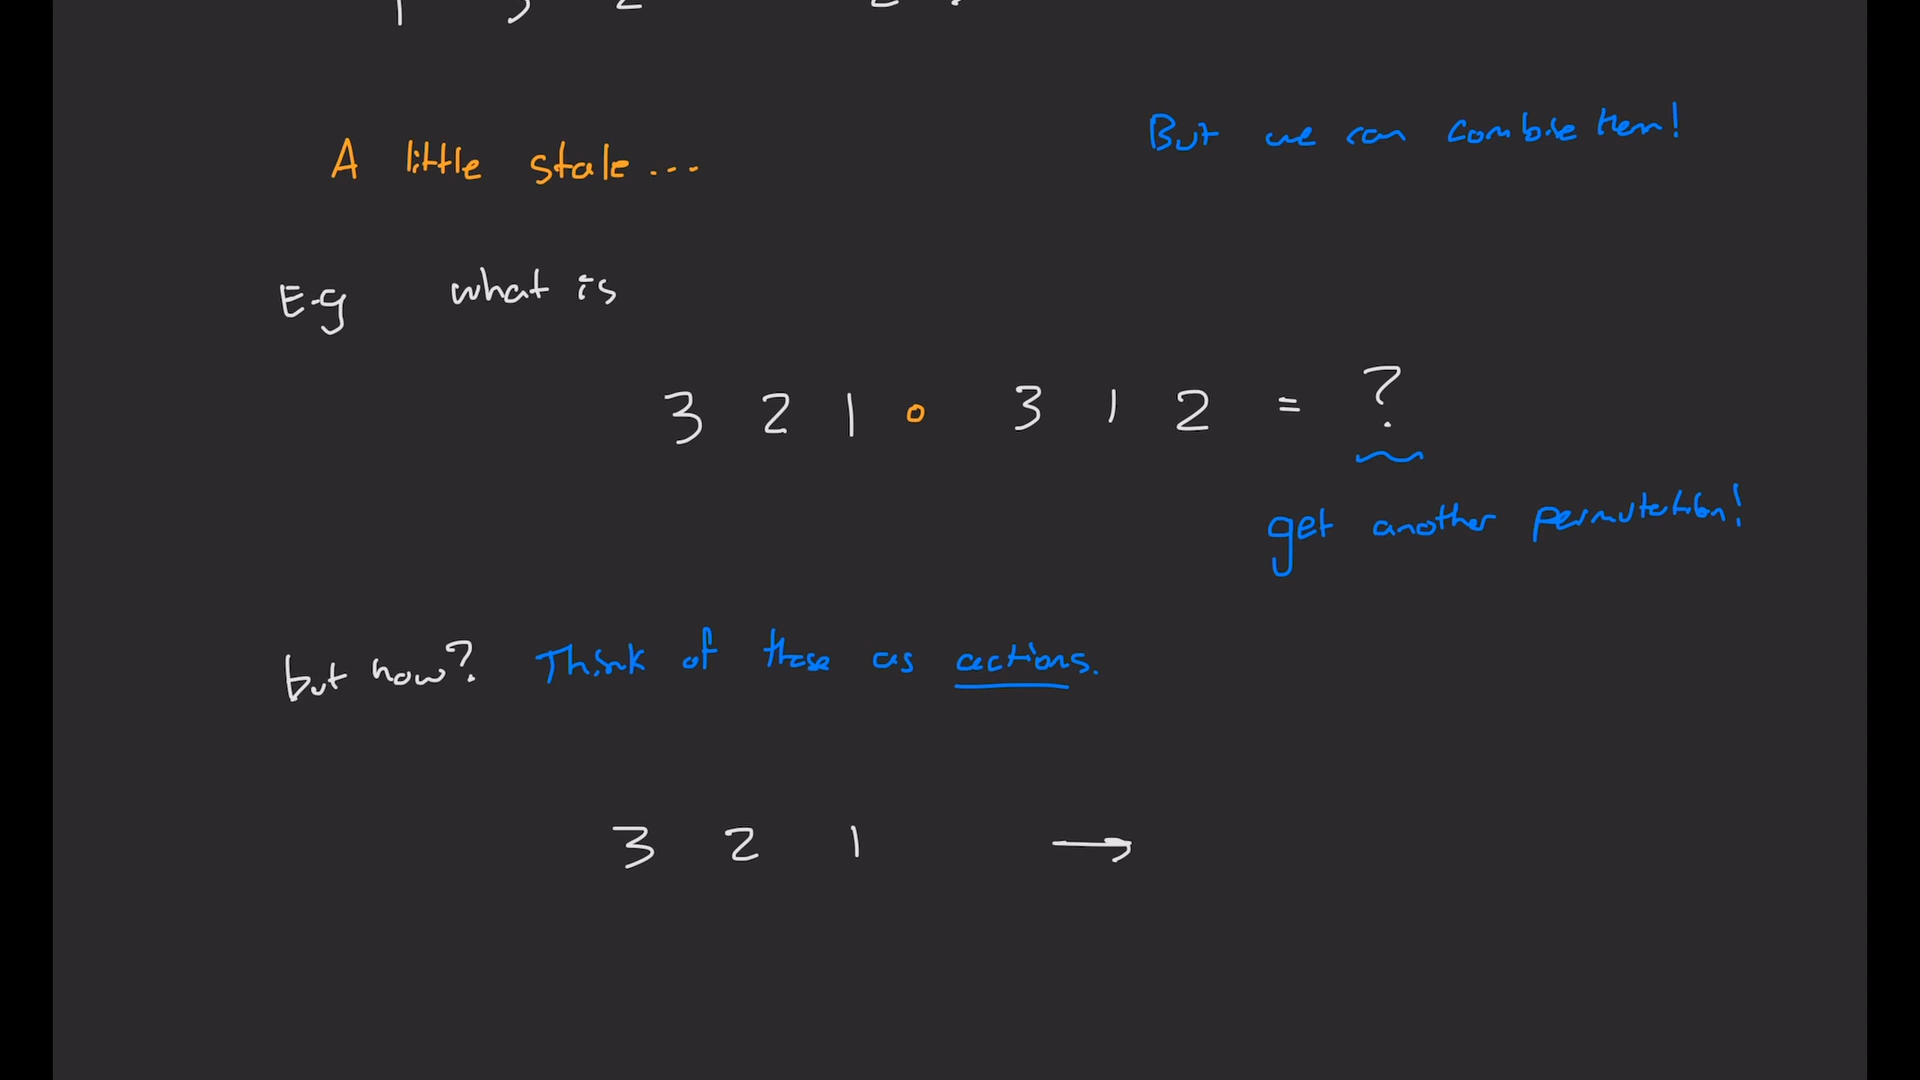 But we can combine them!
A little stale...
E.g what is
3 2 1 ∘ 3 1 2 = ?
get another permutation!
but how? Think of these as actions.
3 2 1 →